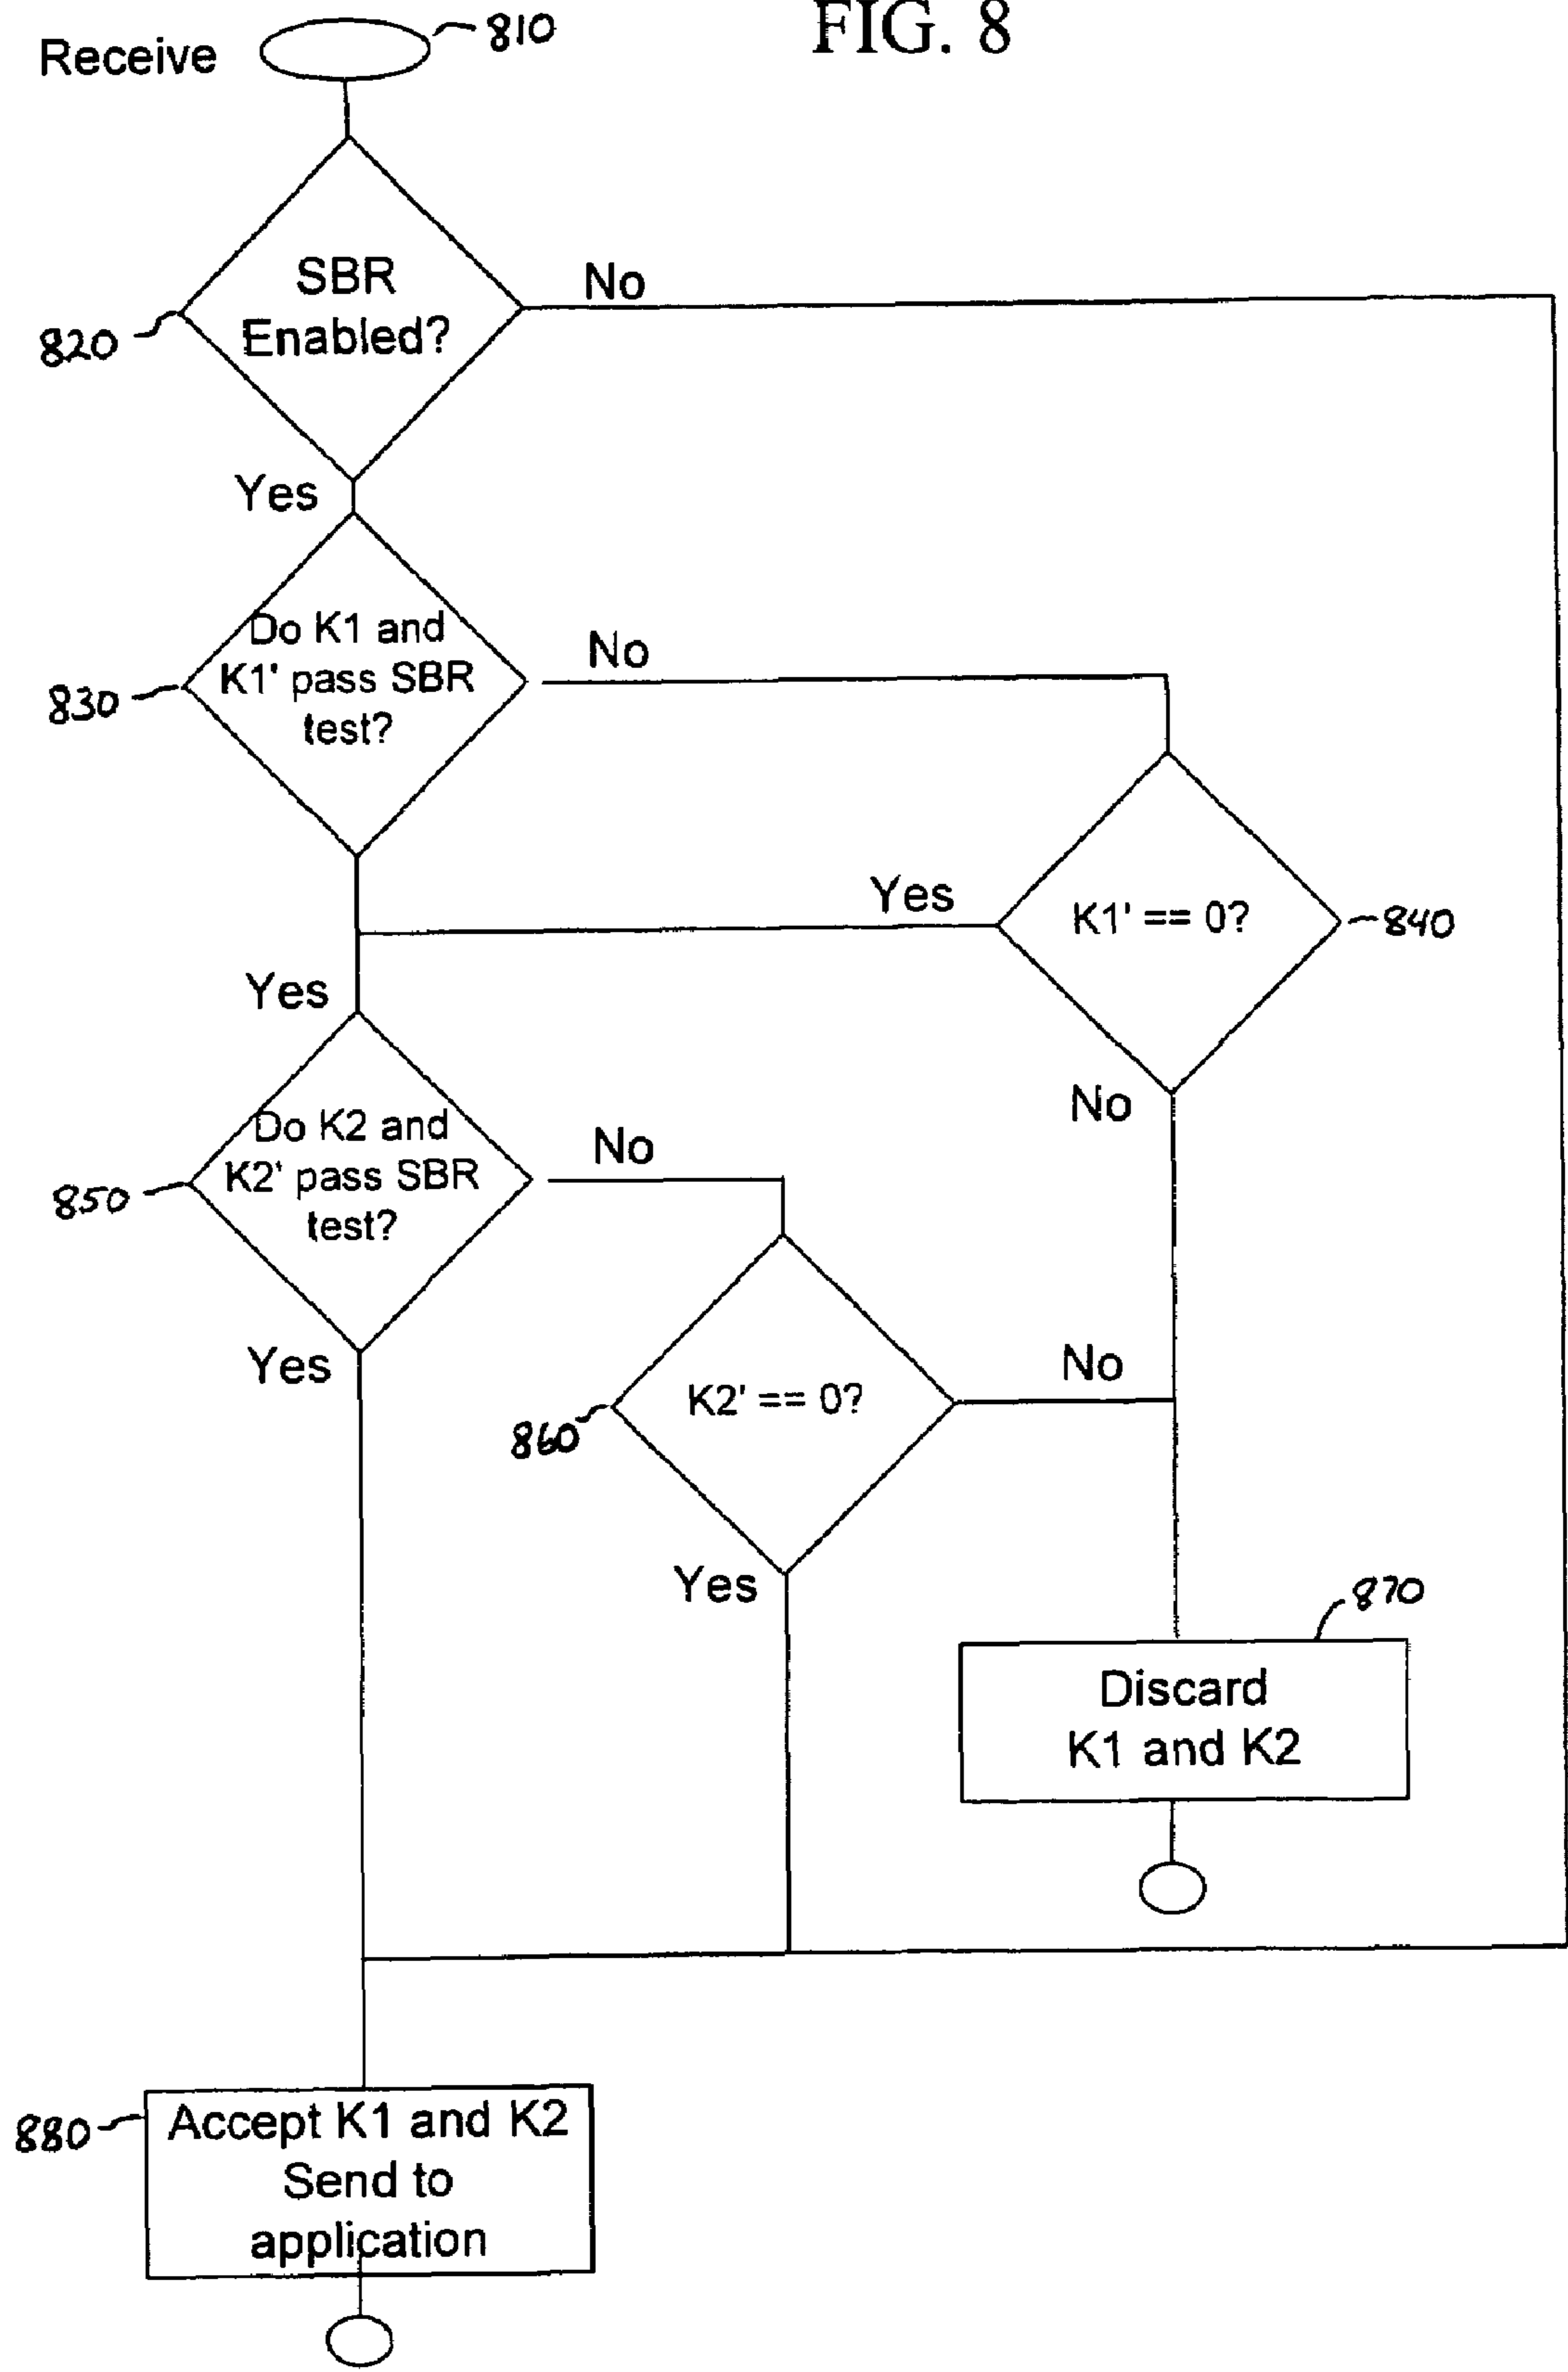 FIG. 8
Receive
810
SBR
Enabled?
No
820
Yes
Do K1 and
K1' pass SBR
test?
No
830
Yes
K1' == 0?
840
Yes
No
Do K2 and
K2' pass SBR
test?
No
850
Yes
K2' == 0?
No
860
Yes
870
Discard
K1 and K2
880
Accept K1 and K2
Send to
application